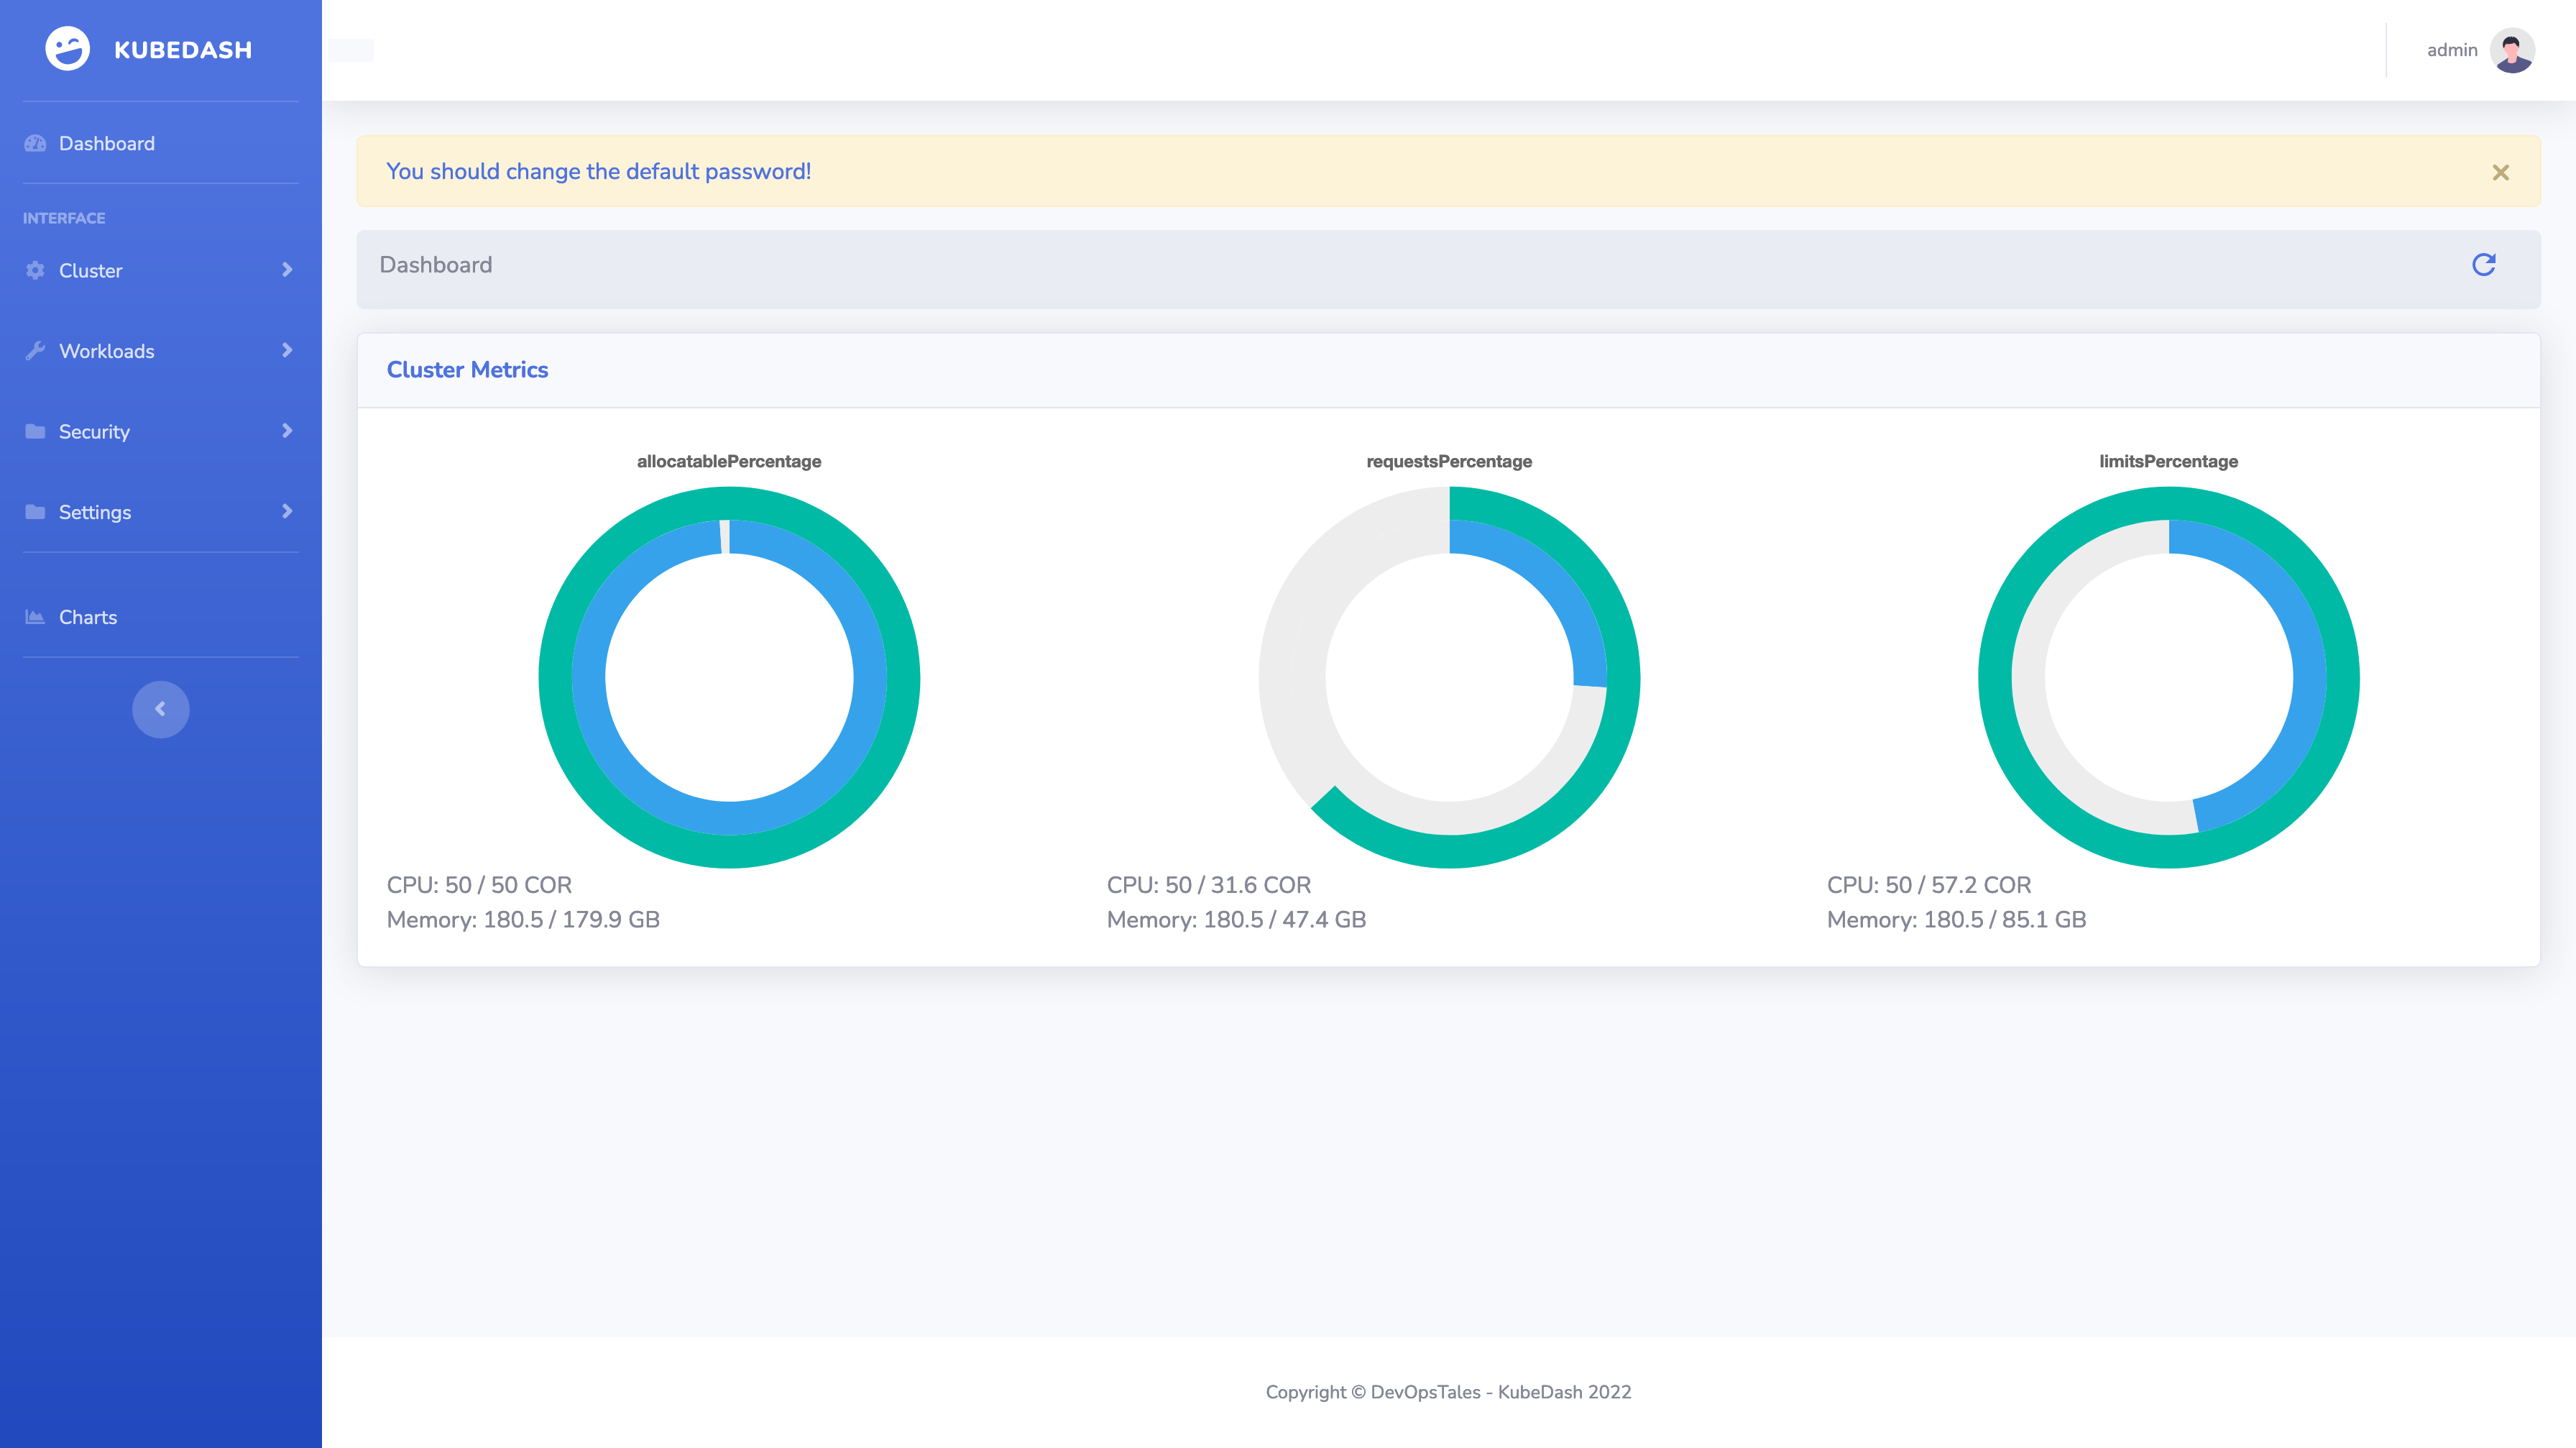 KUBEDASH
admin
Dashboard
INTERFACE
Cluster
Workloads
Security
Settings
Charts
You should change the default password!
Dashboard
Cluster Metrics
allocatablePercentage
CPU: 50 / 50 COR
Memory: 180.5 / 179.9 GB
requestsPercentage
CPU: 50 / 31.6 COR
Memory: 180.5 / 47.4 GB
limitsPercentage
CPU: 50 / 57.2 COR
Memory: 180.5 / 85.1 GB
Copyright © DevOpsTales - KubeDash 2022